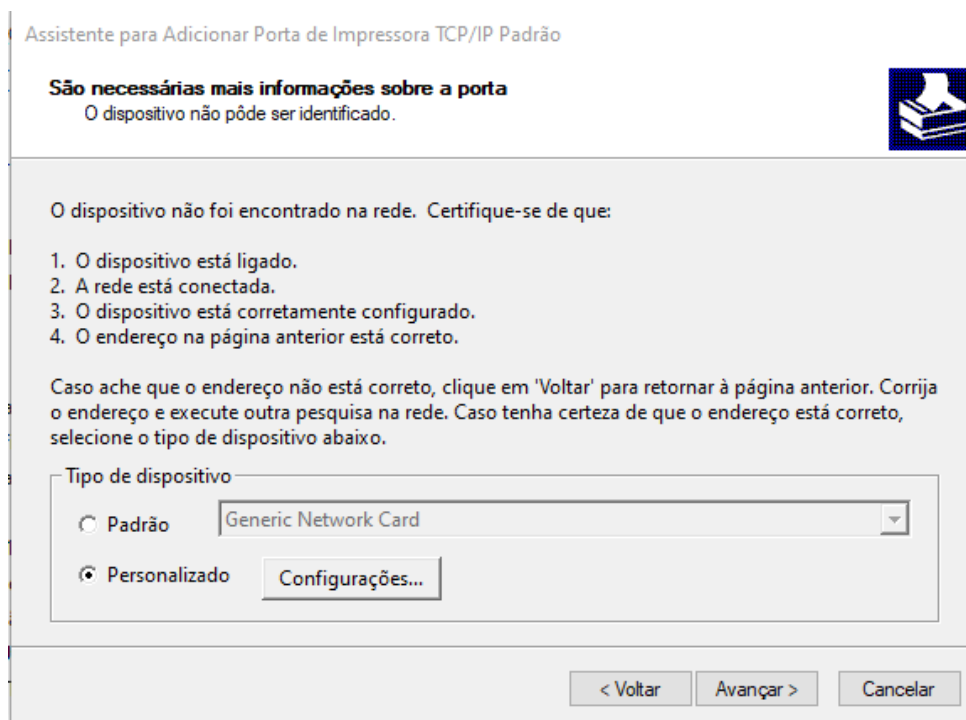 Assistente para Adicionar Porta de Impressora TCP/IP Padrão
São necessárias mais informações sobre a porta
O dispositivo não pôde ser identificado.
O dispositivo não foi encontrado na rede.  Certifique-se de que:
1.  O dispositivo está ligado.
2.  A rede está conectada.
3.  O dispositivo está corretamente configurado.
4.  O endereço na página anterior está correto.
Caso ache que o endereço não está correto, clique em 'Voltar' para retornar à página anterior. Corrija
o endereço e execute outra pesquisa na rede. Caso tenha certeza de que o endereço está correto,
selecione o tipo de dispositivo abaixo.
Tipo de dispositivo
Padrão
Generic Network Card
Personalizado
Configurações...
< Voltar
Avançar >
Cancelar